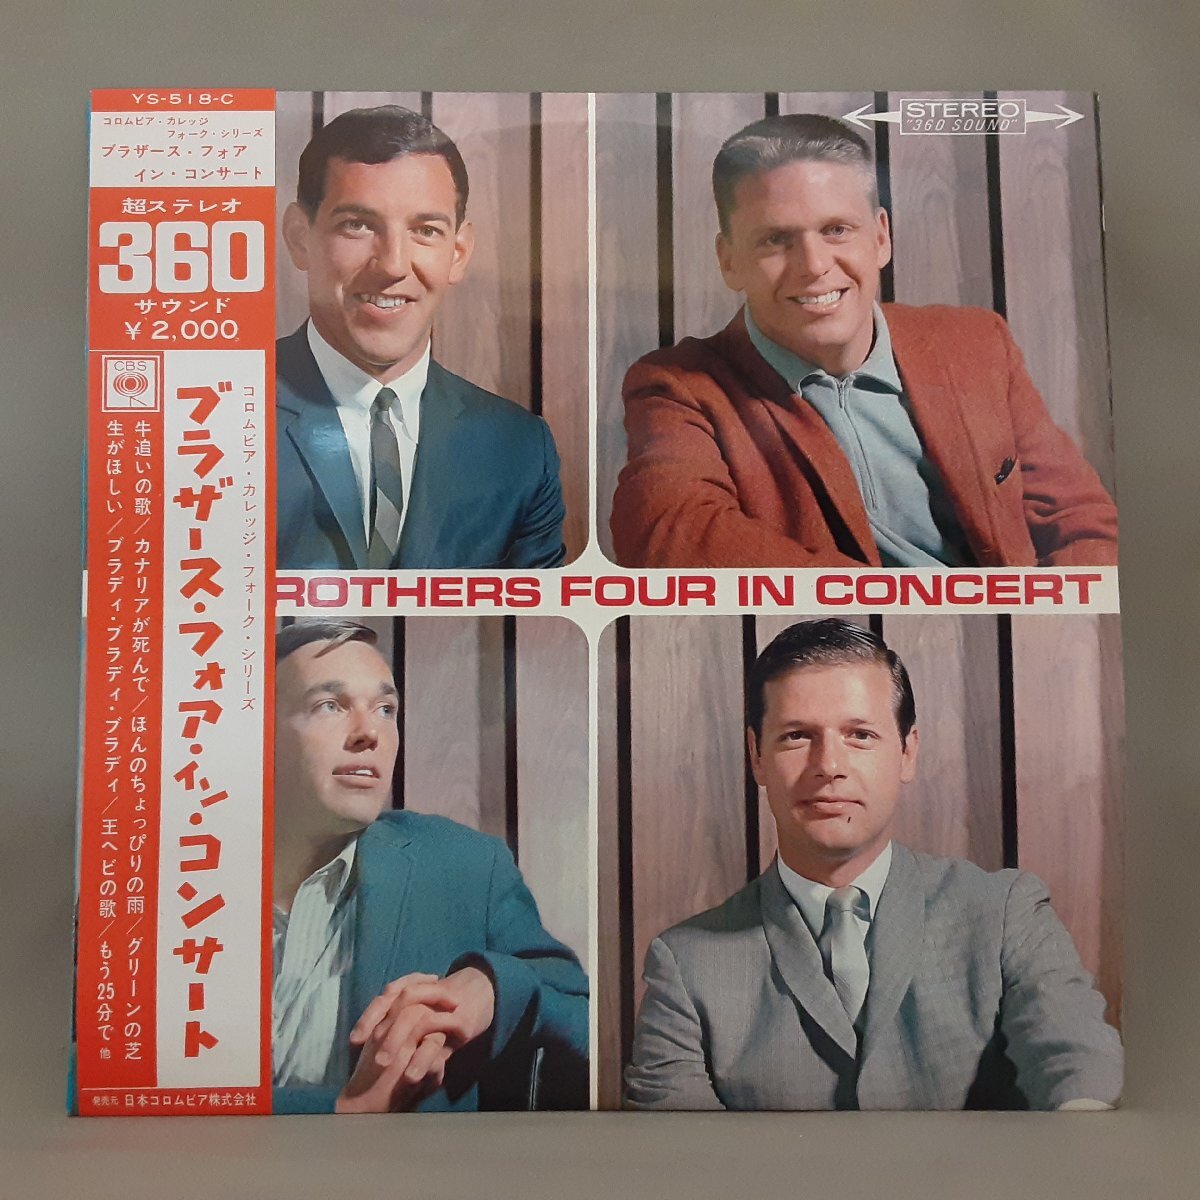 YS-518-C
コロムビア・カレッジ
フォーク・シリーズ
ブラザース・フォア
イン・コンサート
超ステレオ
360
サウンド
¥ 2,000
CBS
コロムビア・カレッジ・フォーク・シリーズ
ブラザース・フォア・イン・コンサート
牛追いの歌/カナリアが死んで/ほんのちょっぴりの雨/グリーンの芝
生がほしい/ブラディ・ブラディ・ブラディ/王ヘビの歌/もう25分で 他
発売元 日本コロムビア株式会社
STEREO
"360 SOUND"
ROTHERS FOUR IN CONCERT